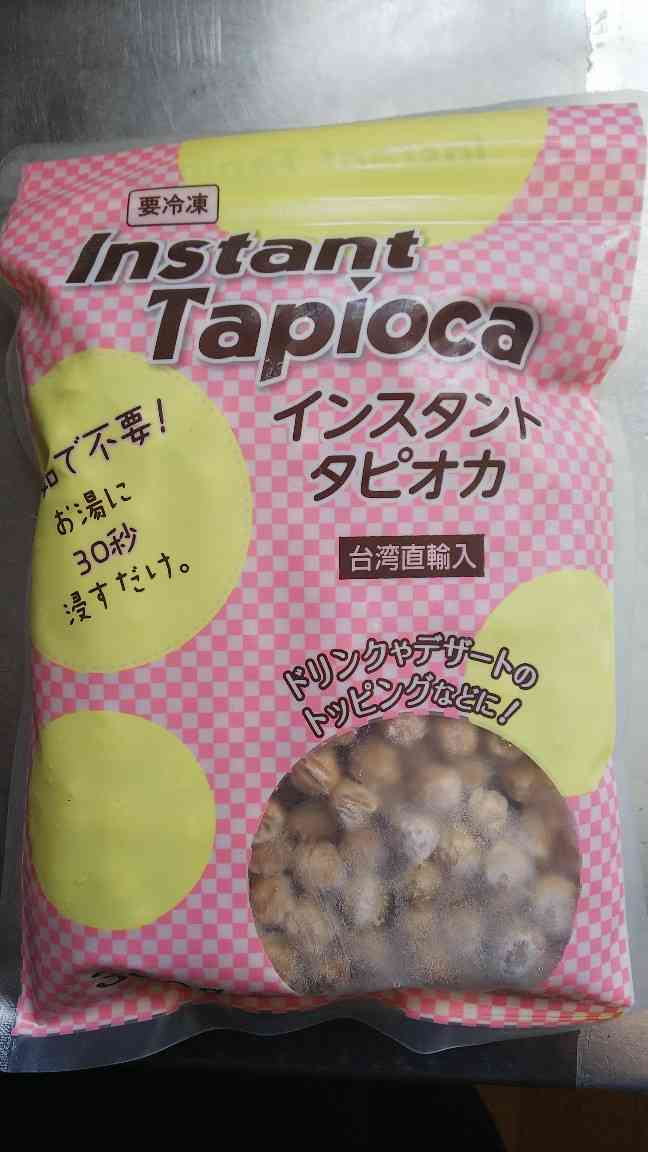 要冷凍
Instant
Tapioca
インスタント
タピオカ
茹で不要!
お湯に
30秒
浸すだけ。
台湾直輸入
ドリンクやデザートの
トッピングなどに!